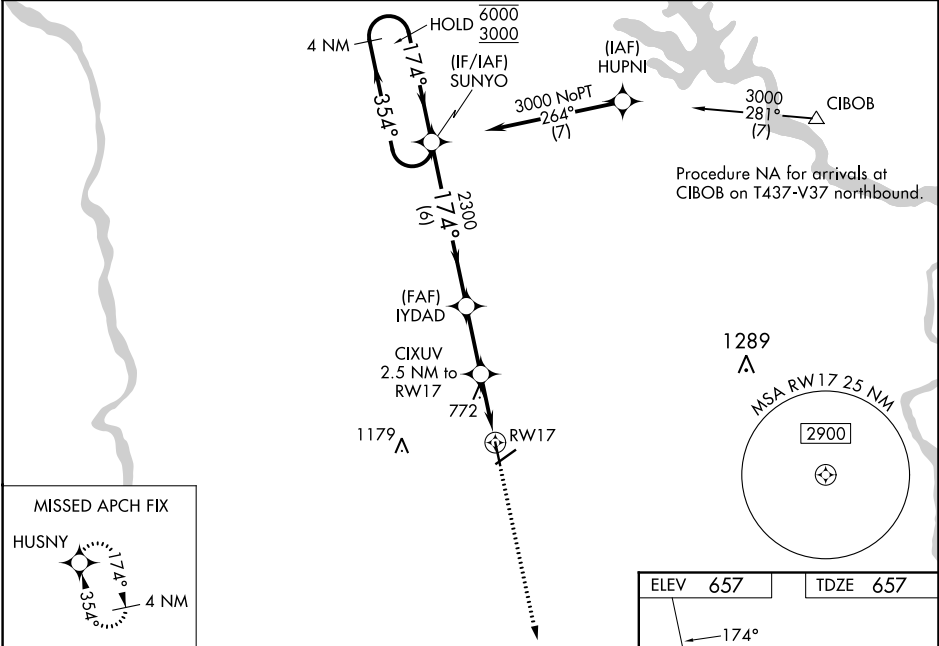 HOLD 6000
3000
4 NM
174°
354°
(IF/IAF)
SUNYO
(IAF)
HUPNI
3000 NoPT
264°
(7)
3000
281°
(7)
CIBOB
Procedure NA for arrivals at
CIBOB on T437-V37 northbound.
2300
174°
(6)
(FAF)
IYDAD
CIXUV
2.5 NM to
RW17
772
1179
RW17
1289
MSA RW17 25 NM
2900
MISSED APCH FIX
HUSNY
174°
354°
4 NM
ELEV 657
TDZE 657
174°